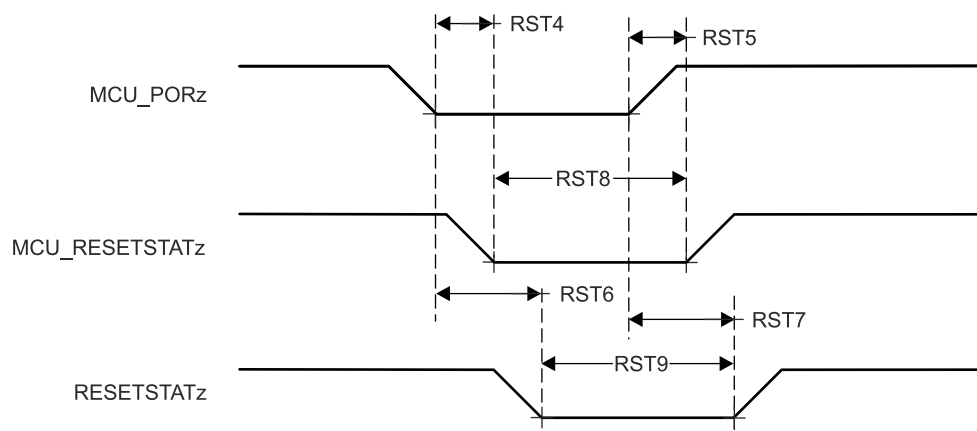 RST4
RST5
MCU_PORz
RST8
MCU_RESETSTATz
RST6
RST7
RST9
RESETSTATz